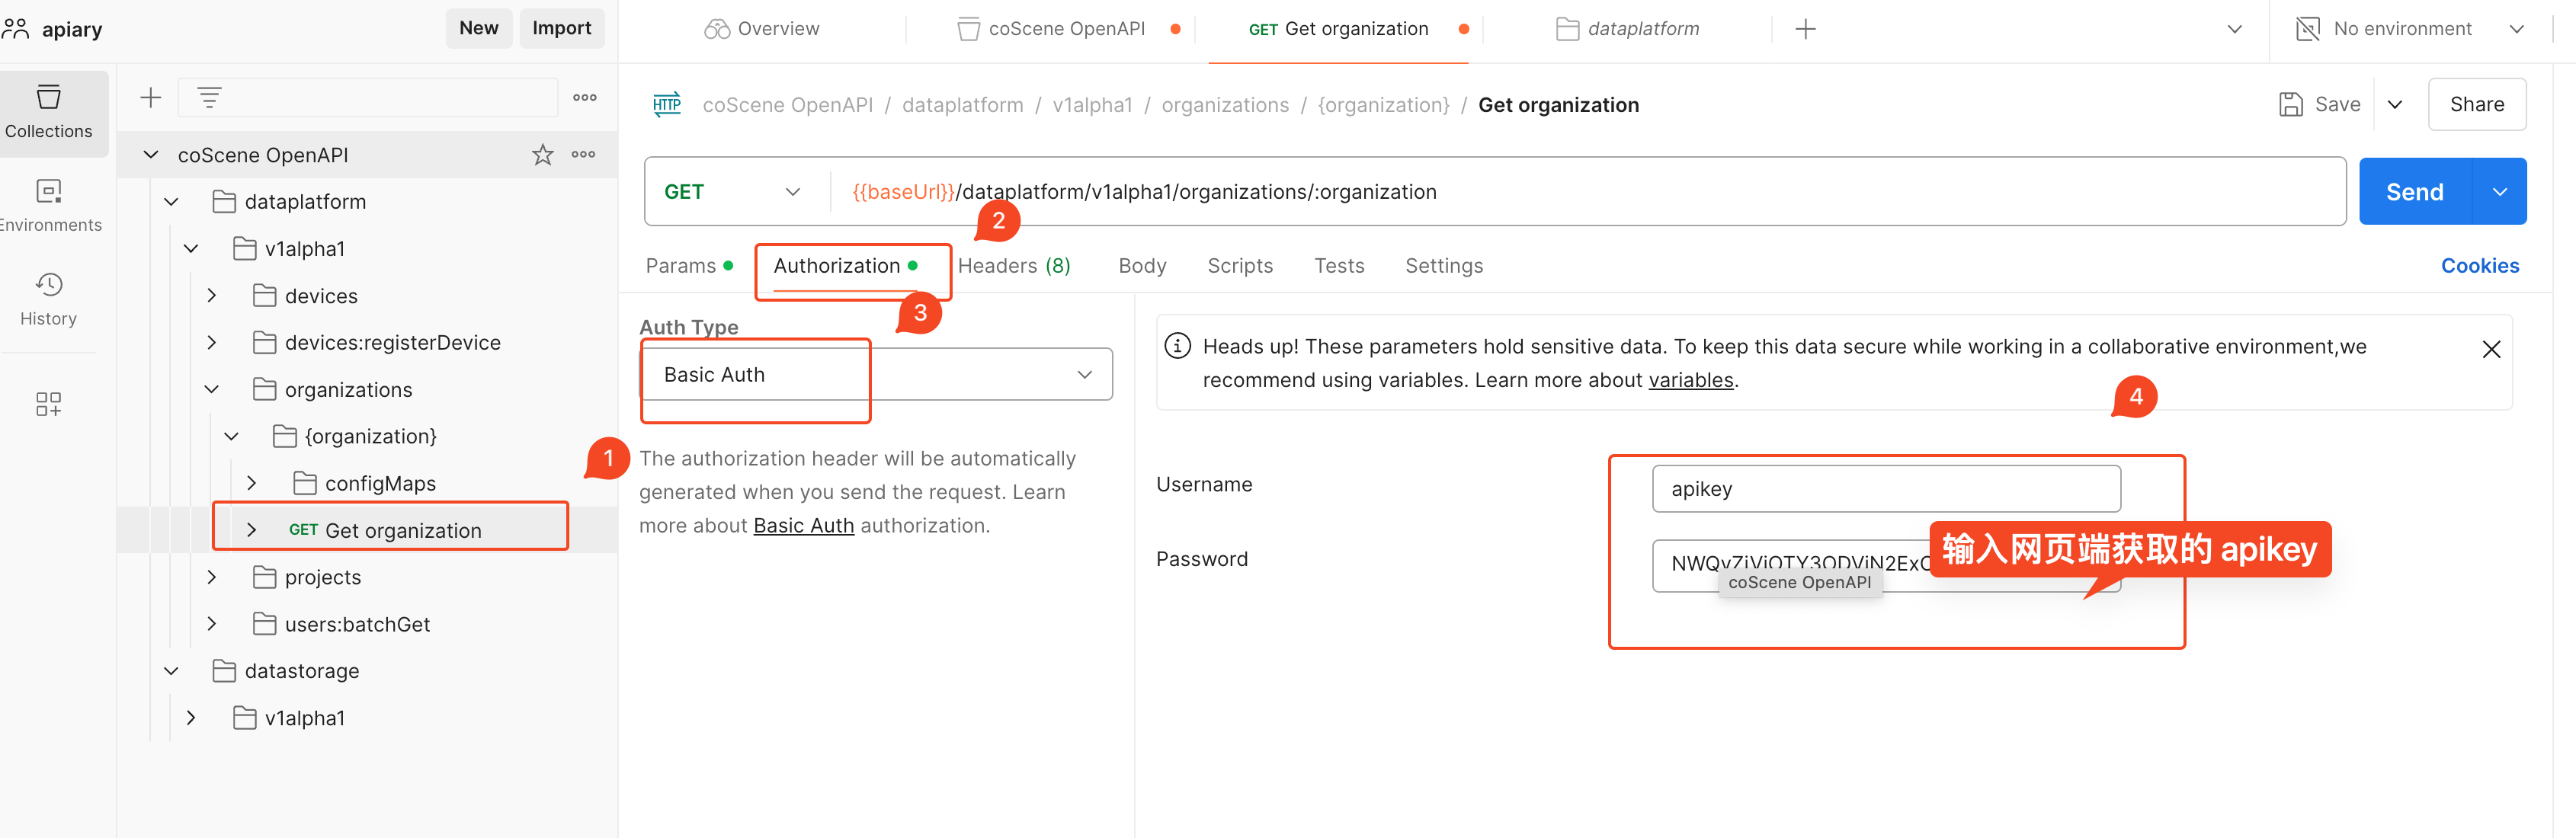 apiary
New
Import
Overview
coScene OpenAPI
GET Get organization
dataplatform
No environment
Collections
Environments
History
coScene OpenAPI
dataplatform
v1alpha1
devices
devices:registerDevice
organizations
{organization}
configMaps
GET Get organization
projects
users:batchGet
datastorage
v1alpha1
HTTP
coScene OpenAPI / dataplatform / v1alpha1 / organizations / {organization} / Get organization
Save
Share
GET
{{baseUrl}}/dataplatform/v1alpha1/organizations/:organization
Send
Params
Authorization
Headers (8)
Body
Scripts
Tests
Settings
Cookies
1
2
3
4
Auth Type
Basic Auth
The authorization header will be automatically
generated when you send the request. Learn
more about Basic Auth authorization.
Heads up! These parameters hold sensitive data. To keep this data secure while working in a collaborative environment,we
recommend using variables. Learn more about variables.
Username
apikey
Password
输入网页端获取的 apikey
coScene OpenAPI